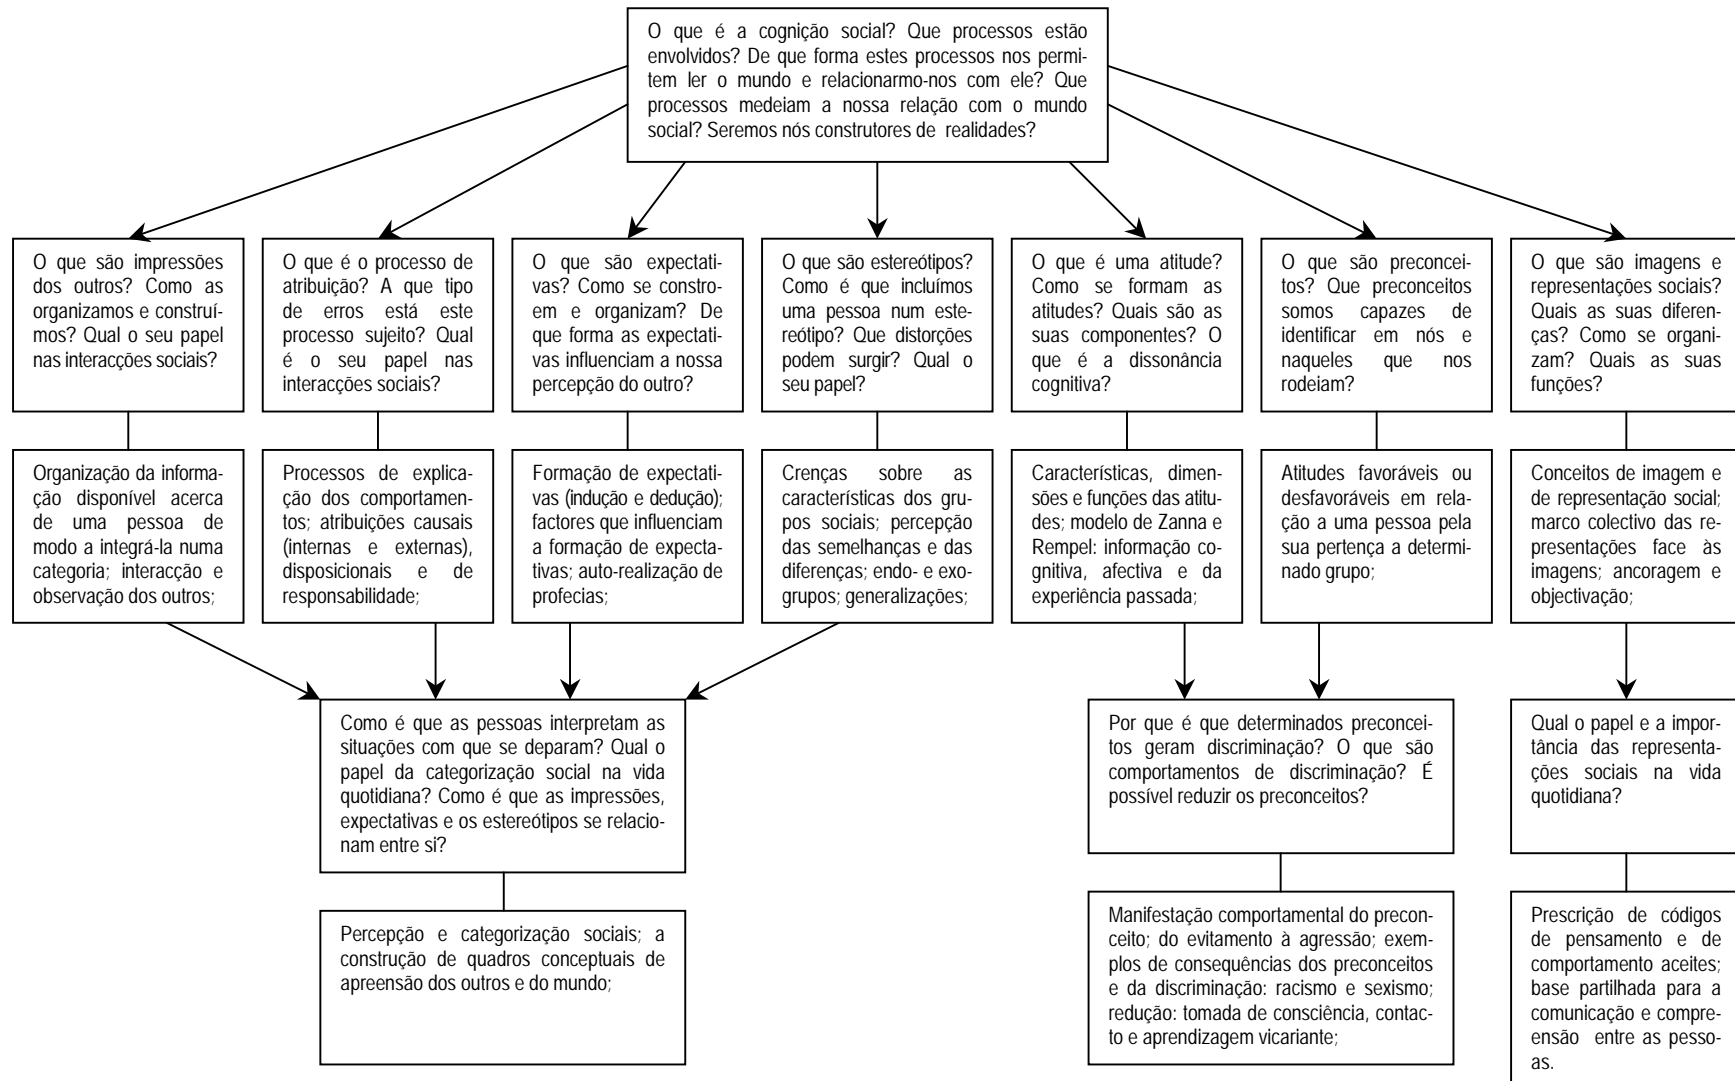 O que é a cognição social? Que processos estão
envolvidos? De que forma estes processos nos permi-
tem ler o mundo e relacionarmo-nos com ele? Que
processos medeiam a nossa relação com o mundo
social? Seremos nós construtores de realidades?
O que são impressões
dos outros? Como as
organizamos e construí-
mos? Qual o seu papel
nas interacções sociais?
O que é o processo de
atribuição? A que tipo
de erros está este
processo sujeito? Qual
é o seu papel nas
interacções sociais?
O que são expectati-
vas? Como se constro-
em e organizam? De
que forma as expectati-
vas influenciam a nossa
percepção do outro?
O que são estereótipos?
Como é que incluímos
uma pessoa num este-
reótipo? Que distorções
podem surgir? Qual o
seu papel?
O que é uma atitude?
Como se formam as
atitudes? Quais são as
suas componentes? O
que é a dissonância
cognitiva?
O que são preconcei-
tos? Que preconceitos
somos capazes de
identificar em nós e
naqueles que nos
rodeiam?
O que são imagens e
representações sociais?
Quais as suas diferen-
ças? Como se organi-
zam? Quais as suas
funções?
Organização da informa-
ção disponível acerca
de uma pessoa de
modo a integrá-la numa
categoria; interacção e
observação dos outros;
Processos de explica-
ção dos comportamen-
tos; atribuições causais
(internas e externas),
disposicionais e de
responsabilidade;
Formação de expectati-
vas (indução e dedução);
factores que influenciam
a formação de expecta-
tivas; auto-realização de
profecias;
Crenças sobre as
características dos gru-
pos sociais; percepção
das semelhanças e das
diferenças; endo- e exo-
grupos; generalizações;
Características, dimen-
sões e funções das atitu-
des; modelo de Zanna e
Rempel: informação co-
gnitiva, afectiva e da
experiência passada;
Atitudes favoráveis ou
desfavoráveis em rela-
ção a uma pessoa pela
sua pertença a determi-
nado grupo;
Conceitos de imagem e
de representação social;
marco colectivo das re-
presentações face às
imagens; ancoragem e
objectivação;
Como é que as pessoas interpretam as
situações com que se deparam? Qual o
papel da categorização social na vida
quotidiana? Como é que as impressões,
expectativas e os estereótipos se relacio-
nam entre si?
Por que é que determinados preconcei-
tos geram discriminação? O que são
comportamentos de discriminação? É
possível reduzir os preconceitos?
Qual o papel e a impor-
tância das representa-
ções sociais na vida
quotidiana?
Percepção e categorização sociais; a
construção de quadros conceptuais de
apreensão dos outros e do mundo;
Manifestação comportamental do precon-
ceito; do evitamento à agressão; exem-
plos de consequências dos preconceitos
e da discriminação: racismo e sexismo;
redução: tomada de consciência, contac-
to e aprendizagem vicariante;
Prescrição de códigos
de pensamento e de
comportamento aceites;
base partilhada para a
comunicação e compre-
ensão entre as pesso-
as.